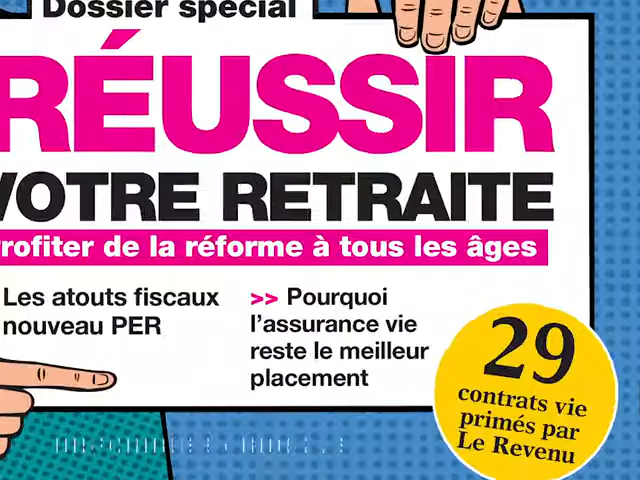 Dossier spécial
RÉUSSIR
VOTRE RETRAITE
rofiter de la réforme à tous les âges
Les atouts fiscaux
nouveau PER
>> Pourquoi
l'assurance vie
reste le meilleur
placement
29
contrats vie
primés par
Le Revenu